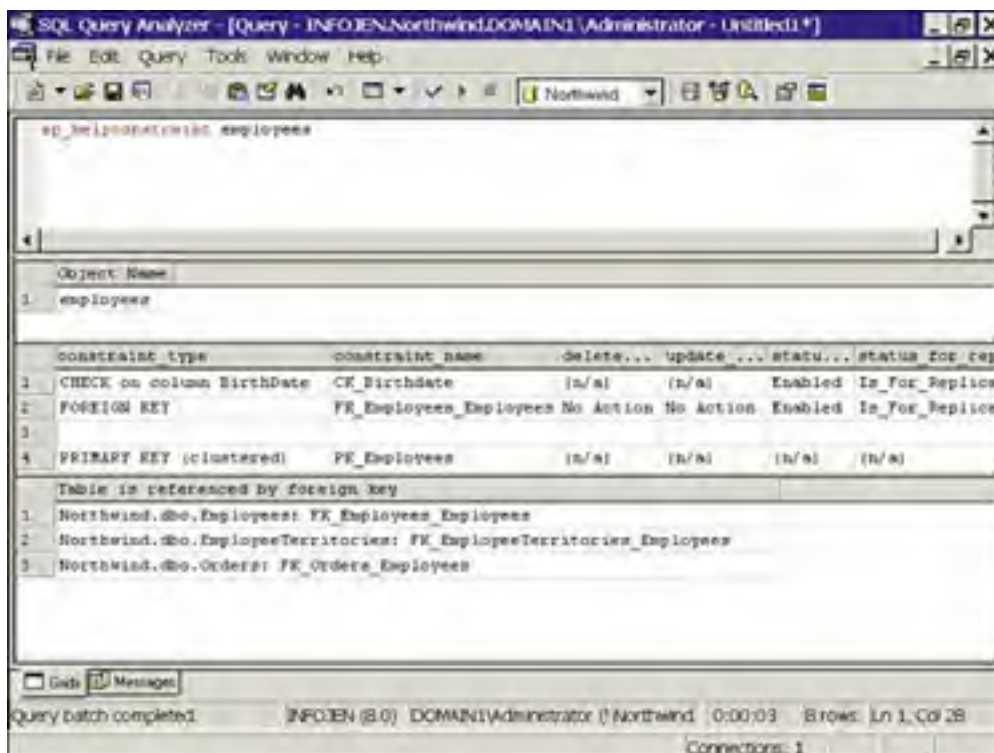 SQL Query Analyzer - [Query - INFOJEN.Northwind.DOMAIN1\Administrator - Untitled1*]
File Edit Query Tools Window Help
Northwind
sp_helpconstraint employees
Object Name
1 employees
constraint_type constraint_name delete... update_... statu... status_for_rep
1 CHECK on column BirthDate CK_Birthdate (n/a) (n/a) Enabled Is_For_Replica
2 FOREIGN KEY FK_Employees_Employees No Action No Action Enabled Is_For_Replica
3
4 PRIMARY KEY (clustered) PK_Employees (n/a) (n/a) (n/a) (n/a)
Table is referenced by foreign key
1 Northwind.dbo.Employees: FK_Employees_Employees
2 Northwind.dbo.EmployeeTerritories: FK_EmployeeTerritories_Employees
3 Northwind.dbo.Orders: FK_Orders_Employees
Grids Messages
Query batch completed. INFOJEN (8.0) DOMAIN1\Administrator ( Northwind 0:00:03 8 rows Ln 1, Col 28
Connections: 1